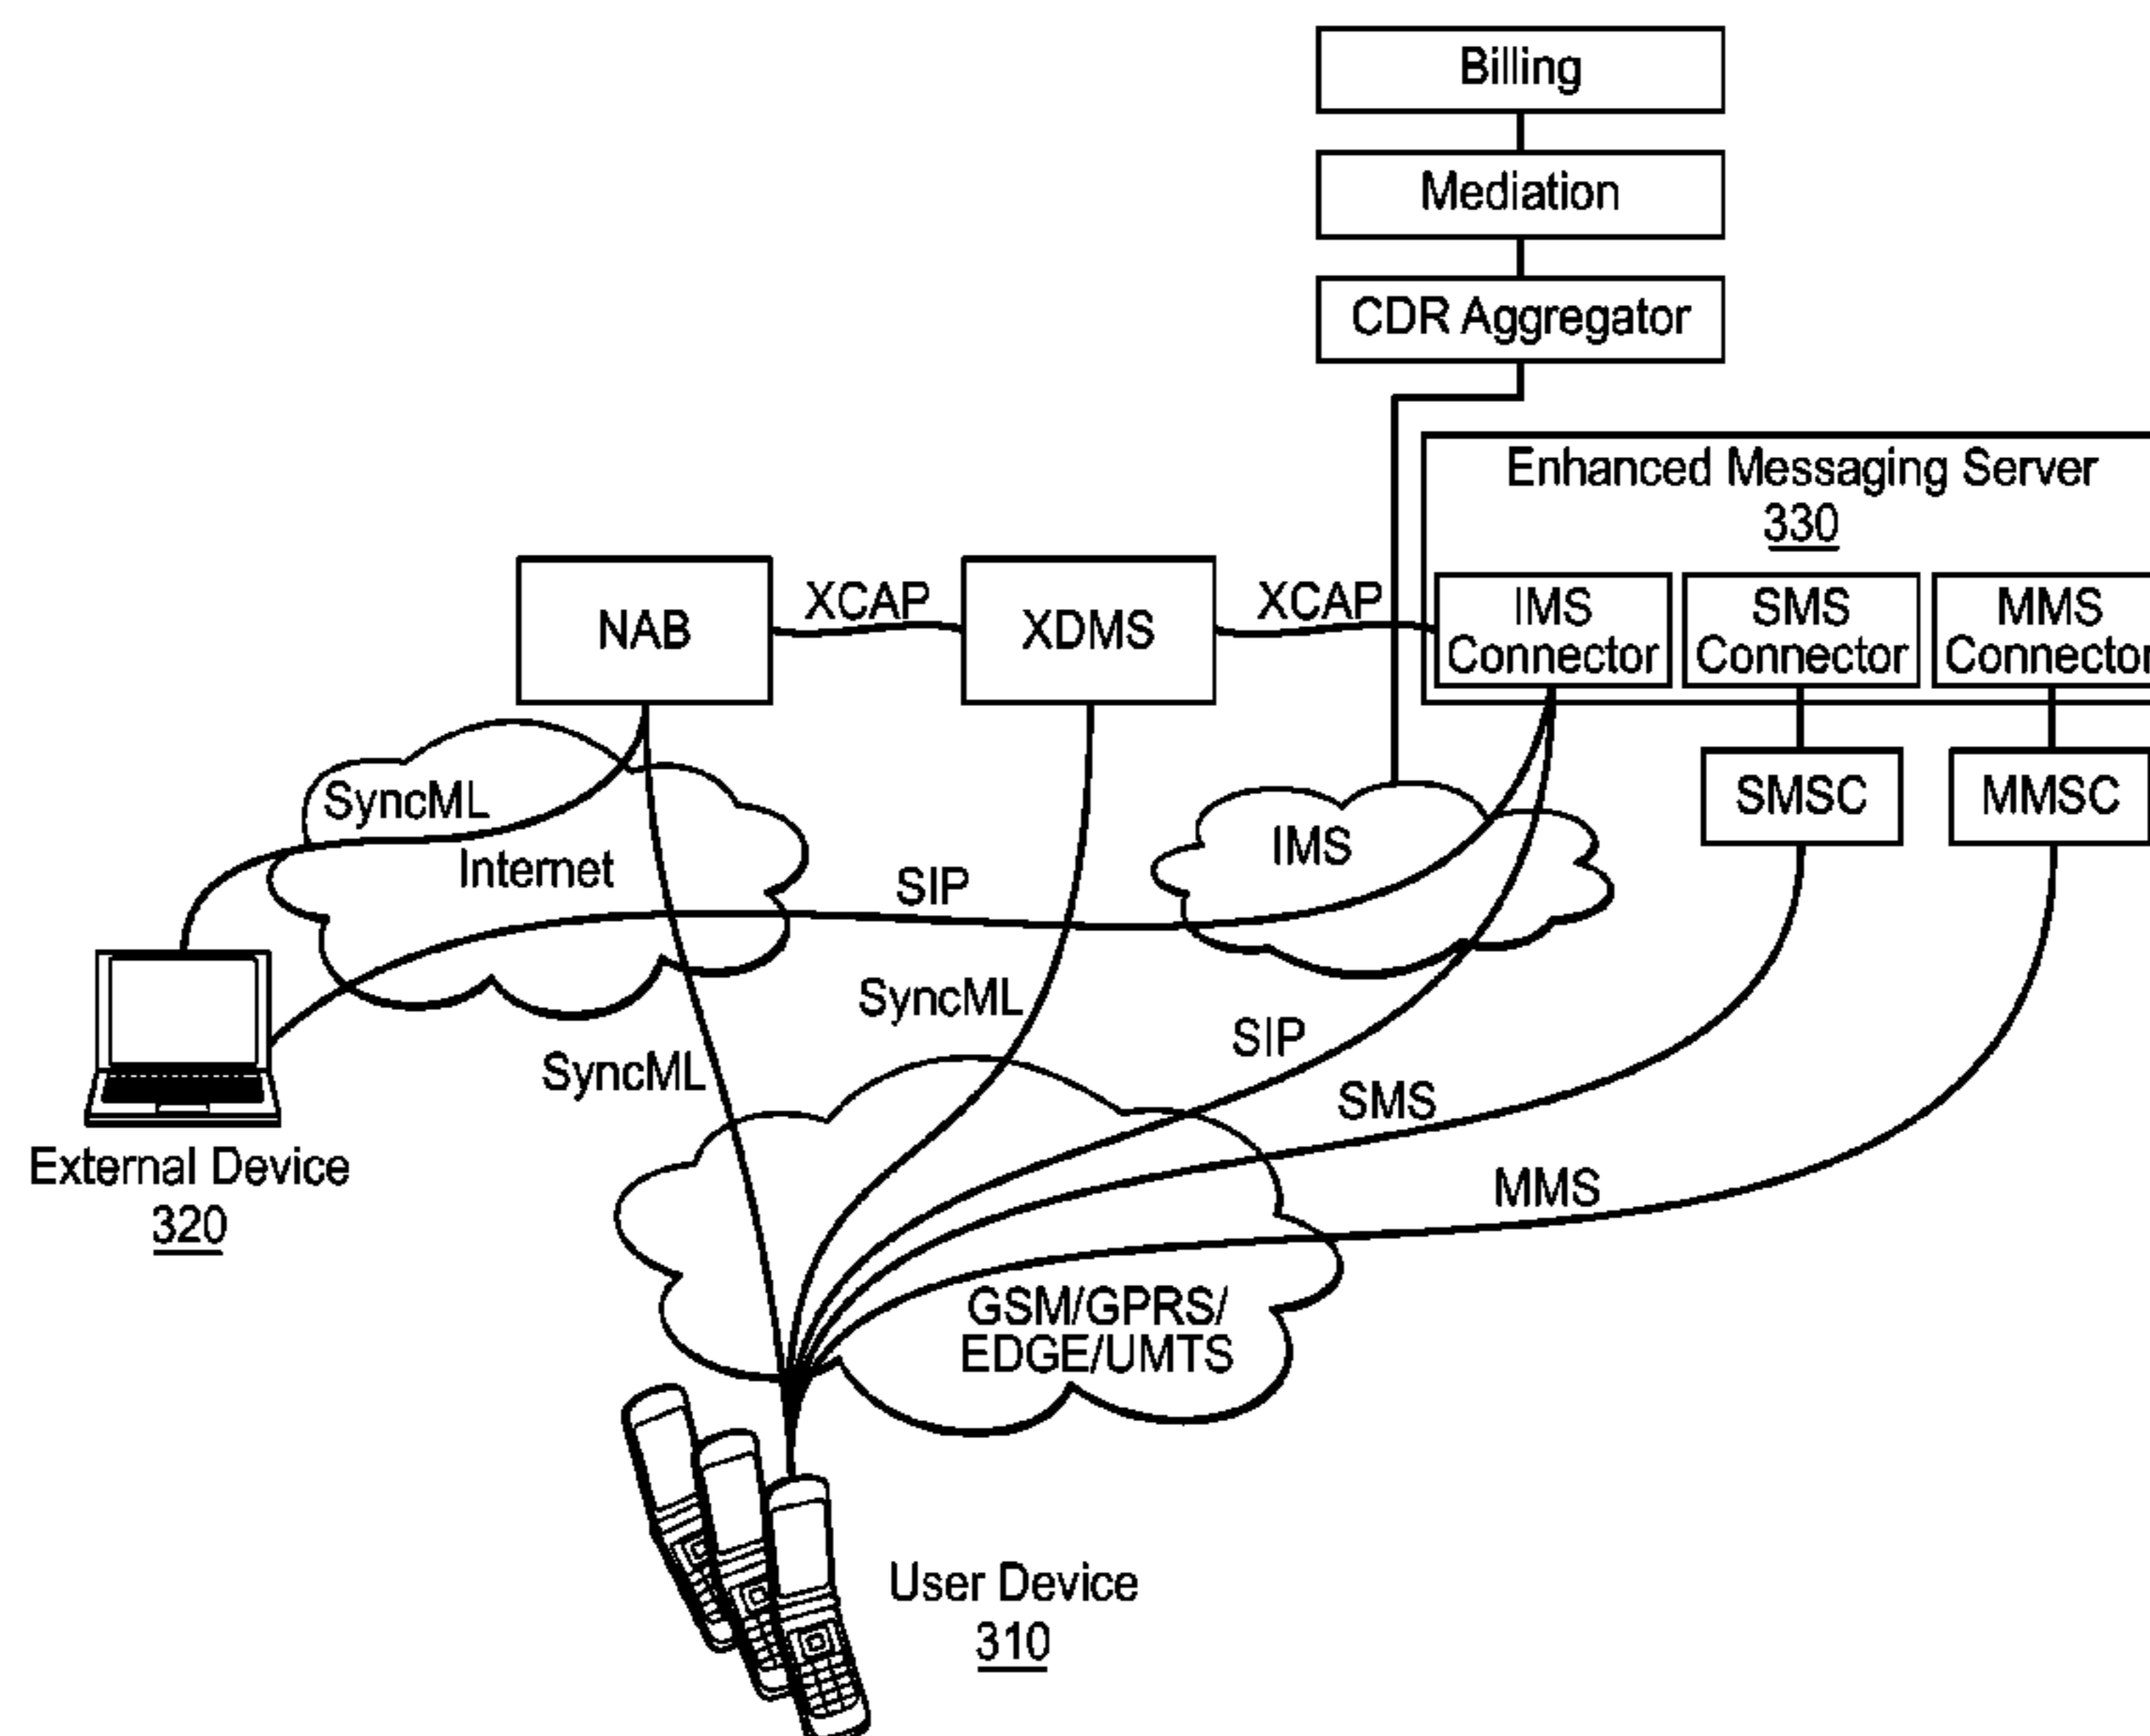 Billing
Mediation
CDR Aggregator
Enhanced Messaging Server
330
NAB
XCAP
XDMS
XCAP
IMS
Connector
SMS
Connector
MMS
Connector
SyncML
Internet
SIP
IMS
SMSC
MMSC
SyncML
SIP
SyncML
SMS
MMS
External Device
320
GSM/GPRS/
EDGE/UMTS
User Device
310